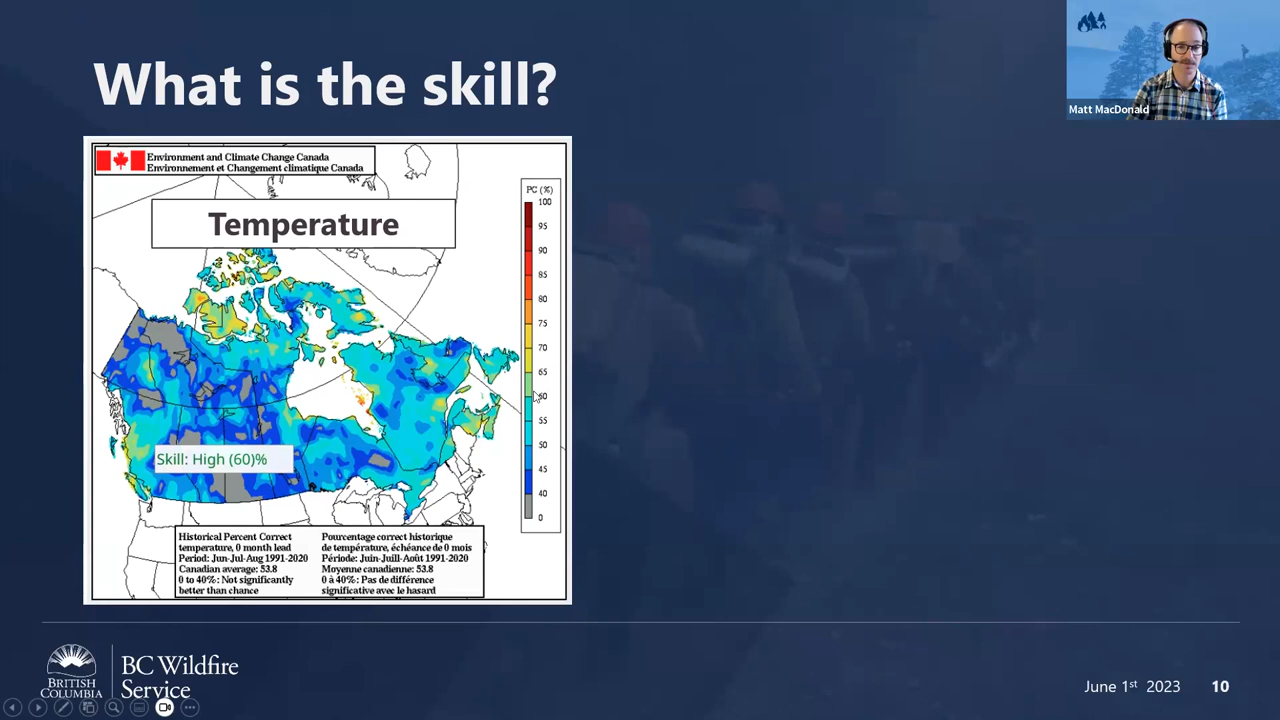 What is the skill?
Matt MacDonald
Environment and Climate Change Canada
Environnement et Changement climatique Canada
Temperature
PC (%)
100
95
90
85
80
75
70
65
60
55
50
45
40
0
Skill: High (60)%
Historical Percent Correct
temperature, 0 month lead
Period: Jun-Jul-Aug 1991-2020
Canadian average: 53.8
0 to 40%: Not significantly
better than chance
Pourcentage correct historique
de température, échéance de 0 mois
Période: Juin-Juill-Août 1991-2020
Moyenne canadienne: 53.8
0 à 40%: Pas de différence
significative avec le hasard
BRITISH
COLUMBIA
BC Wildfire
Service
June 1st 2023
10